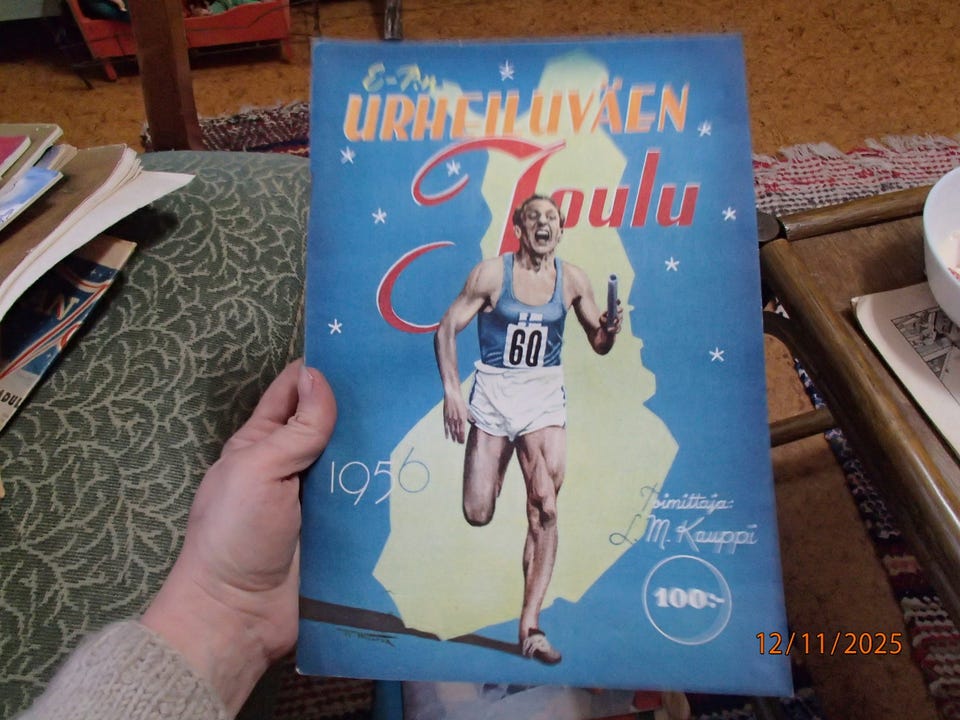 E-P:n
URHEILUVÄEN
Joulu
60
1956
Toimittaja:
L. M. Kauppi
100:-
12/11/2025